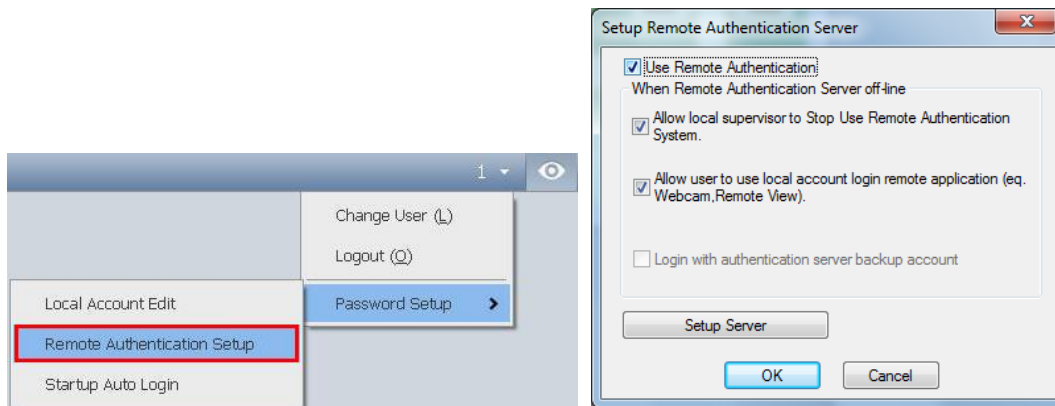 1
Change User (L)
Logout (O)
Password Setup
Local Account Edit
Remote Authentication Setup
Startup Auto Login
Setup Remote Authentication Server
Use Remote Authentication
When Remote Authentication Server off-line
Allow local supervisor to Stop Use Remote Authentication
System.
Allow user to use local account login remote application (eq.
Webcam,Remote View).
Login with authentication server backup account
Setup Server
OK
Cancel